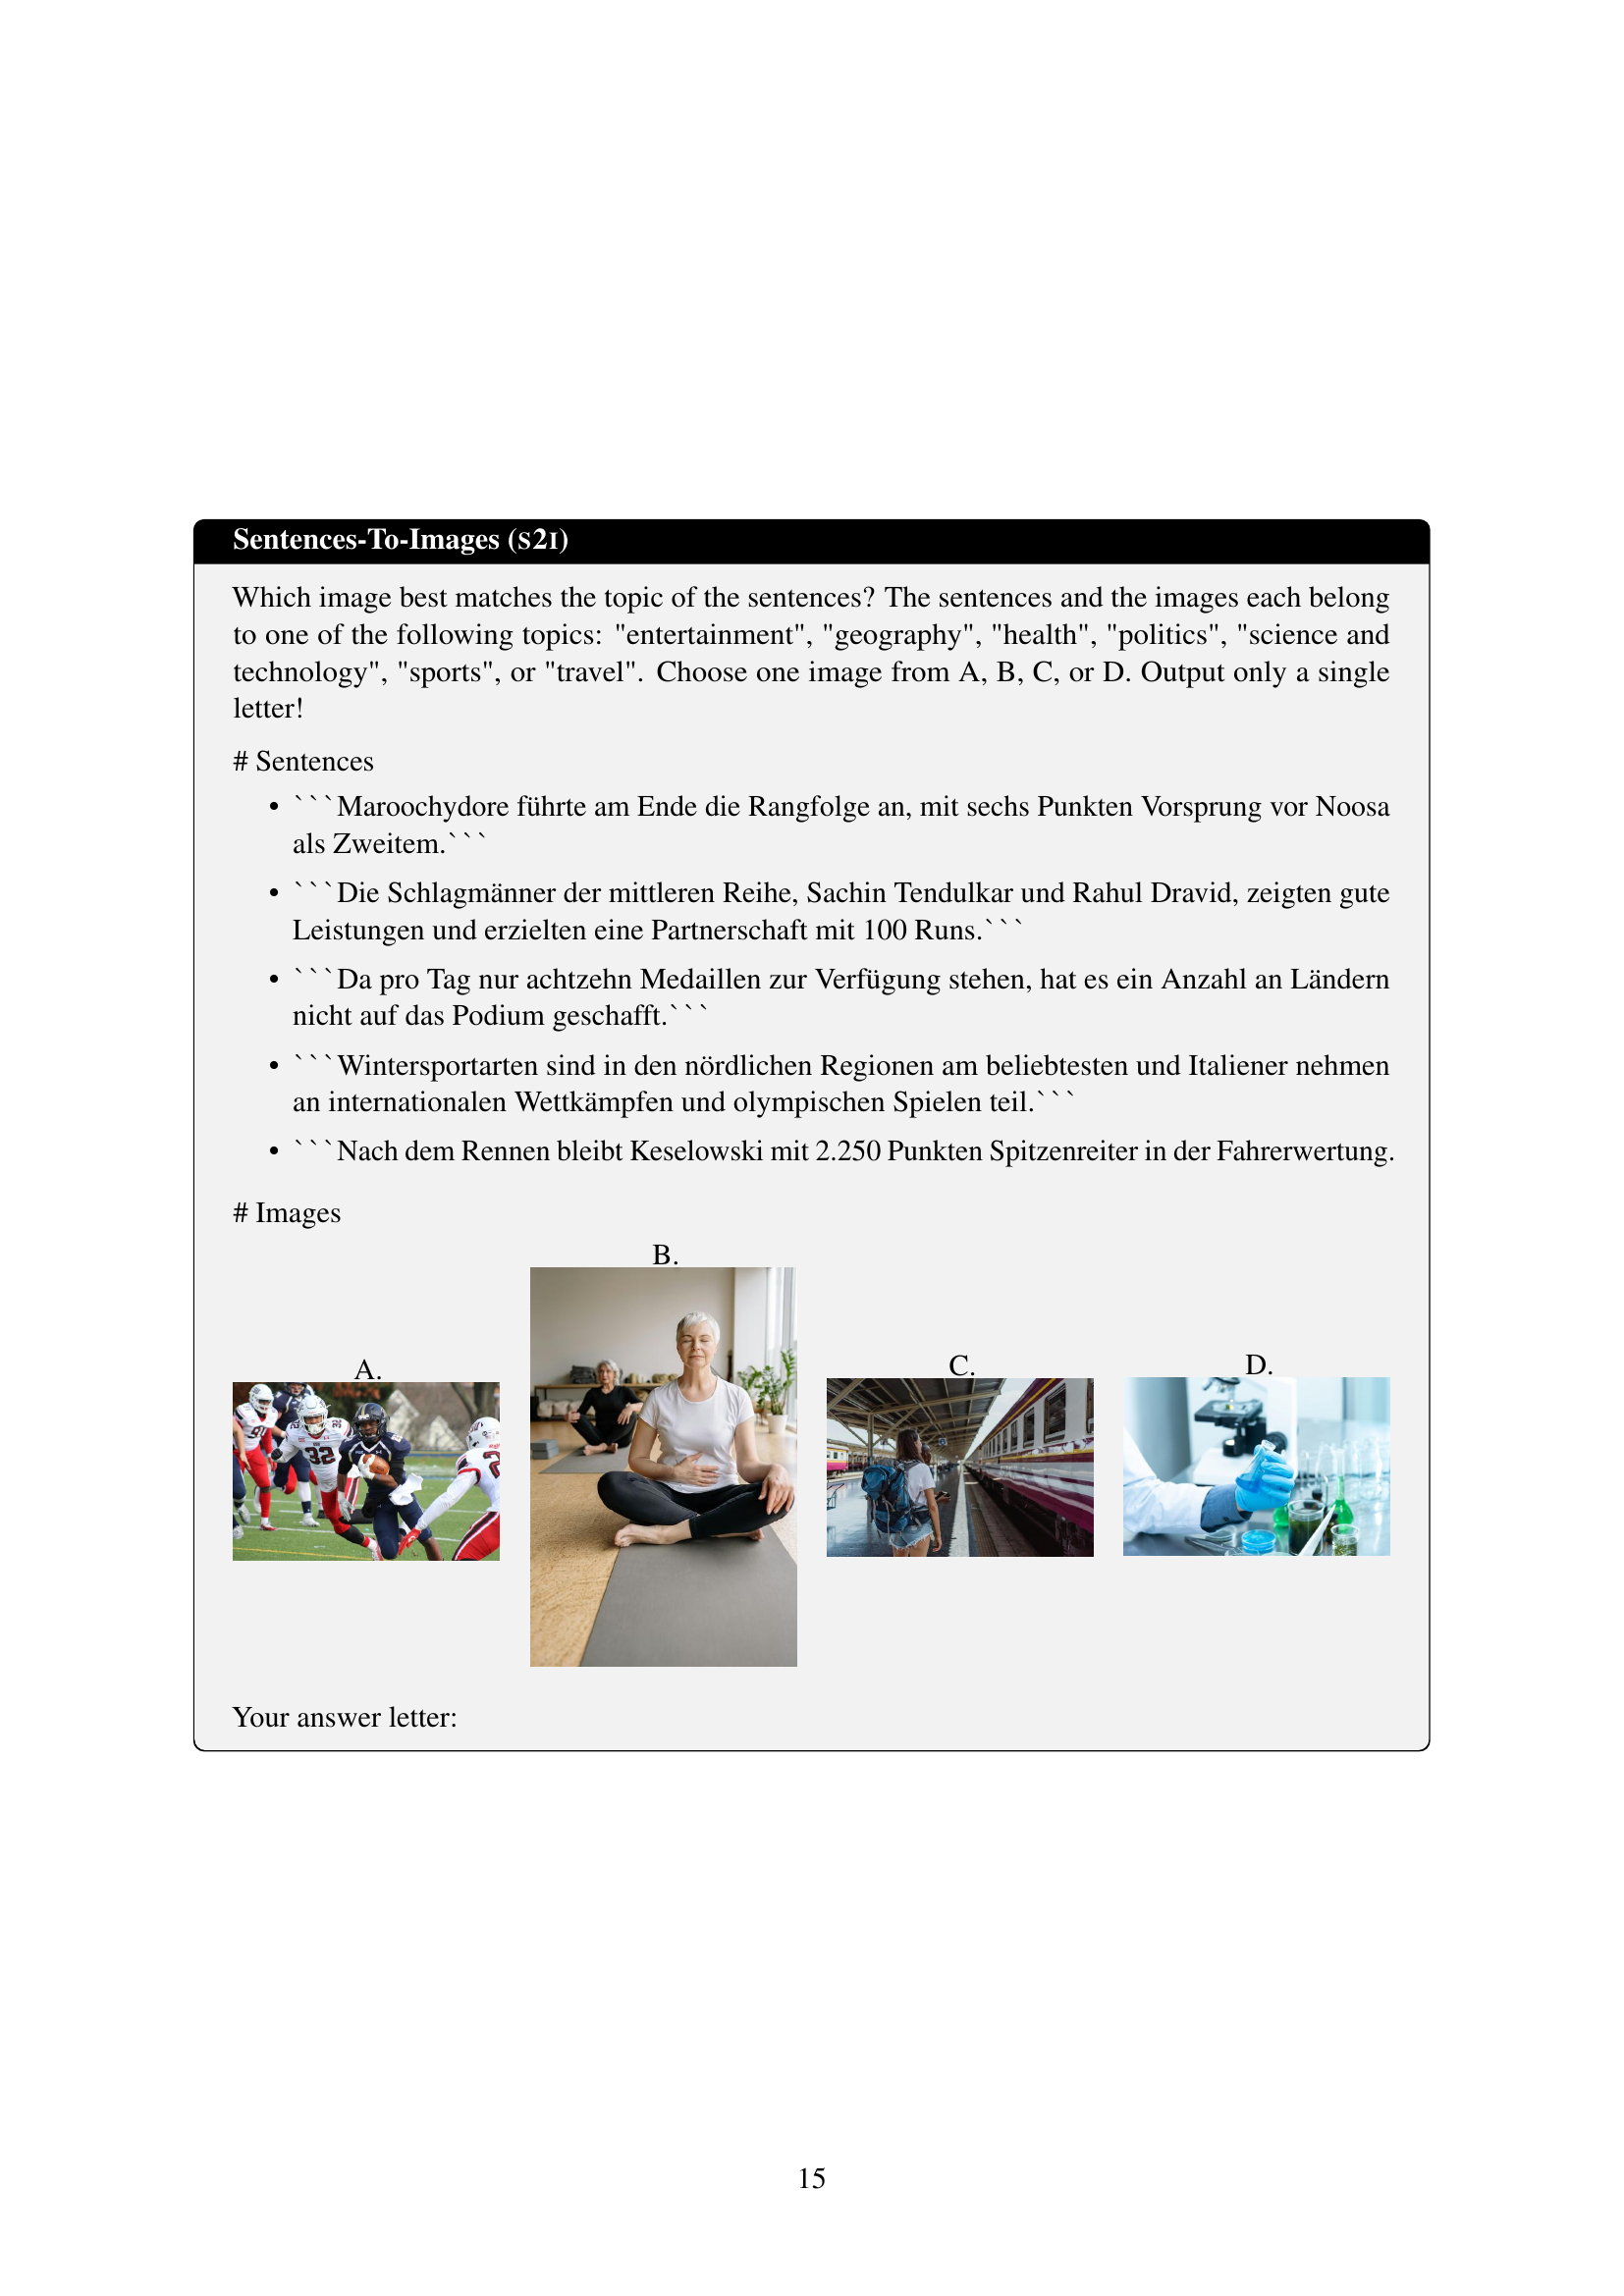 Sentences-To-Images (S2I)
Which image best matches the topic of the sentences? The sentences and the images each belong
to one of the following topics: "entertainment", "geography", "health", "politics", "science and
technology", "sports", or "travel". Choose one image from A, B, C, or D. Output only a single
letter!
# Sentences
• ```Maroochydore führte am Ende die Rangfolge an, mit sechs Punkten Vorsprung vor Noosa
als Zweitem.```
• ```Die Schlagmänner der mittleren Reihe, Sachin Tendulkar und Rahul Dravid, zeigten gute
Leistungen und erzielten eine Partnerschaft mit 100 Runs.```
• ```Da pro Tag nur achtzehn Medaillen zur Verfügung stehen, hat es ein Anzahl an Ländern
nicht auf das Podium geschafft.```
• ```Wintersportarten sind in den nördlichen Regionen am beliebtesten und Italiener nehmen
an internationalen Wettkämpfen und olympischen Spielen teil.```
• ```Nach dem Rennen bleibt Keselowski mit 2.250 Punkten Spitzenreiter in der Fahrerwertung.
# Images
A.
B.
C.
D.
32
Your answer letter:
15